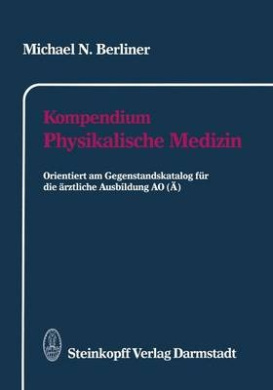 Michael N. Berliner
Kompendium
Physikalische Medizin
Orientiert am Gegenstandskatalog für
die ärztliche Ausbildung AO (Ä)
Steinkopff Verlag Darmstadt